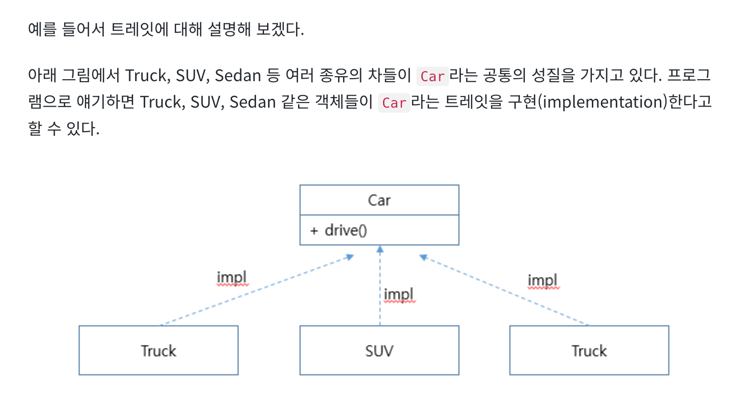 예를 들어서 트레잇에 대해 설명해 보겠다.
아래 그림에서 Truck, SUV, Sedan 등 여러 종유의 차들이 Car 라는 공통의 성질을 가지고 있다. 프로그
램으로 얘기하면 Truck, SUV, Sedan 같은 객체들이 Car 라는 트레잇을 구현(implementation)한다고
할 수 있다.
Car
+ drive()
impl
impl
impl
Truck
SUV
Truck